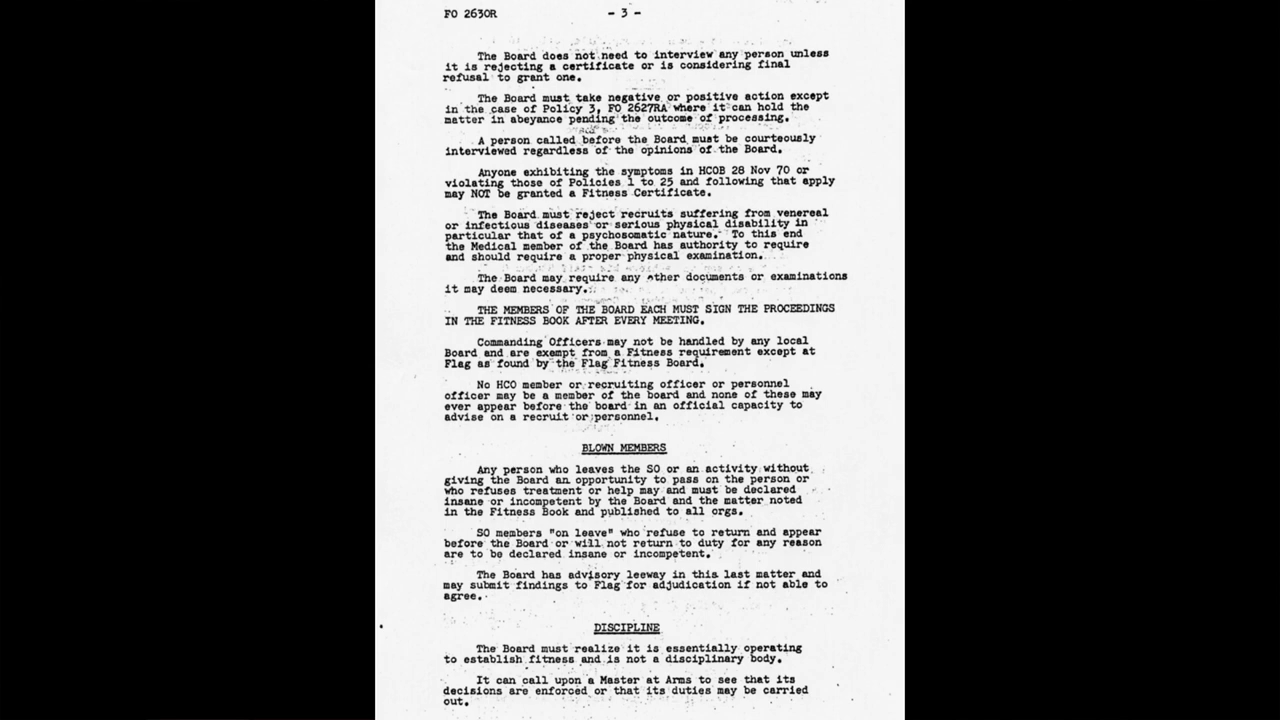 FO 2630R - 3 -
The Board does not need to interview any person unless
it is rejecting a certificate or is considering final
refusal to grant one.
The Board must take negative or positive action except
in the case of Policy 3, FO 2627RA where it can hold the
matter in abeyance pending the outcome of processing.
A person called before the Board must be courteously
interviewed regardless of the opinions of the Board.
Anyone exhibiting the symptoms in HCOB 28 Nov 70 or
violating those of Policies 1 to 25 and following that apply
may NOT be granted a Fitness Certificate.
The Board must reject recruits suffering from venereal
or infectious diseases or serious physical disability in
particular that of a psychosomatic nature. To this end
the Medical member of the Board has authority to require
and should require a proper physical examination.
The Board may require any other documents or examinations
it may deem necessary.
THE MEMBERS OF THE BOARD EACH MUST SIGN THE PROCEEDINGS
IN THE FITNESS BOOK AFTER EVERY MEETING.
Commanding Officers may not be handled by any local
Board and are exempt from a Fitness requirement except at
Flag as found by the Flag Fitness Board.
No HCO member or recruiting officer or personnel
officer may be a member of the board and none of these may
ever appear before the board in an official capacity to
advise on a recruit or personnel.
BLOWN MEMBERS
Any person who leaves the SO or an activity without
giving the Board an opportunity to pass on the person or
who refuses treatment or help may and must be declared
insane or incompetent by the Board and the matter noted
in the Fitness Book and published to all orgs.
SO members "on leave" who refuse to return and appear
before the Board or will not return to duty for any reason
are to be declared insane or incompetent.
The Board has advisory leeway in this last matter and
may submit findings to Flag for adjudication if not able to
agree.
DISCIPLINE
The Board must realize it is essentially operating
to establish fitness and is not a disciplinary body.
It can call upon a Master at Arms to see that its
decisions are enforced or that its duties may be carried
out.